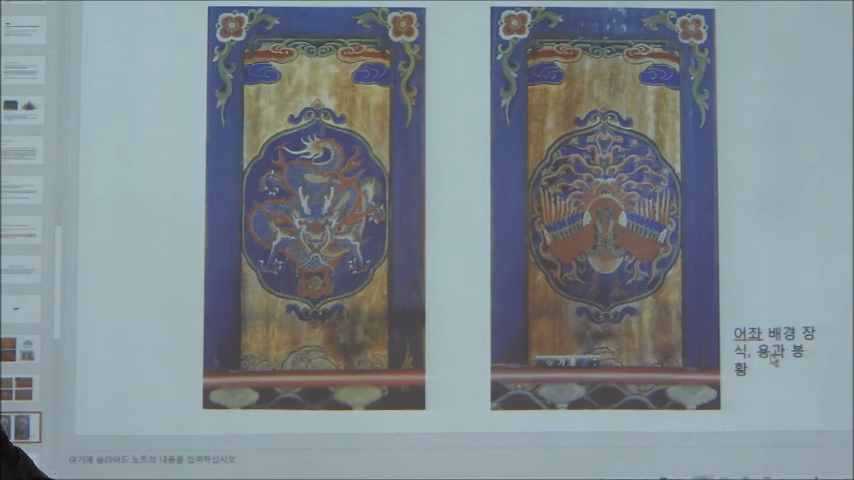 어좌 배경 장
식, 용과 봉
황
여기에 슬라이드 노트의 내용을 입력하십시오